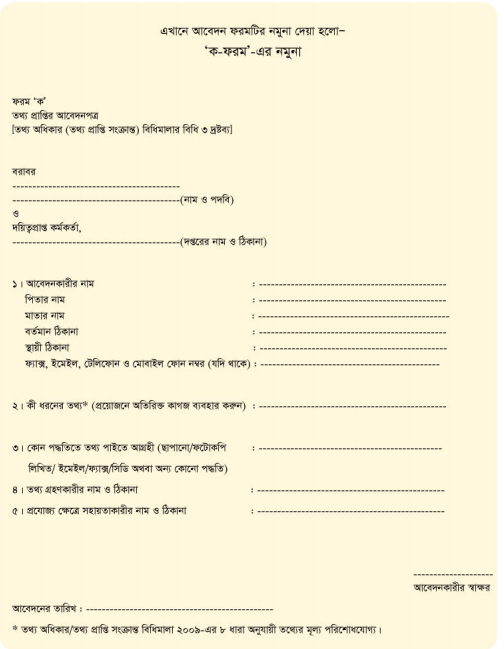 এখানে আবেদন ফরমটির নমুনা দেয়া হলো–
‘ক-ফরম’-এর নমুনা
ফরম ‘ক’
তথ্য প্রাপ্তির আবেদনপত্র
[তথ্য অধিকার (তথ্য প্রাপ্তি সংক্রান্ত) বিধিমালার বিধি ৩ দ্রষ্টব্য]
বরাবর
------------------------------------------
------------------------------------------(নাম ও পদবি)
ও
দয়িত্বপ্রাপ্ত কর্মকর্তা,
------------------------------------------(দপ্তরের নাম ও ঠিকানা)
১। আবেদনকারীর নাম : -----------------------------------------------
পিতার নাম : -----------------------------------------------
মাতার নাম : ------------------------------------------------
বর্তমান ঠিকানা : -----------------------------------------------
স্থায়ী ঠিকানা : -----------------------------------------------
ফ্যাক্স, ইমেইল, টেলিফোন ও মোবাইল ফোন নম্বর (যদি থাকে) : ---------------------------------------------
২। কী ধরনের তথ্য* (প্রয়োজনে অতিরিক্ত কাগজ ব্যবহার করুন) : -----------------------------------------------
৩। কোন পদ্ধতিতে তথ্য পাইতে আগ্রহী (ছাপানো/ফটোকপি : ----------------------------------------------
লিখিত/ ইমেইল/ফ্যাক্স/সিডি অথবা অন্য কোনো পদ্ধতি)
৪। তথ্য গ্রহণকারীর নাম ও ঠিকানা : -----------------------------------------------
৫। প্রযোজ্য ক্ষেত্রে সহায়তাকারীর নাম ও ঠিকানা : -----------------------------------------------
--------------------
আবেদনকারীর স্বাক্ষর
আবেদনের তারিখ : -----------------------------------------------
* তথ্য অধিকার/তথ্য প্রাপ্তি সংক্রান্ত বিধিমালা ২০০৯-এর ৮ ধারা অনুযায়ী তথ্যের মূল্য পরিশোধযোগ্য।